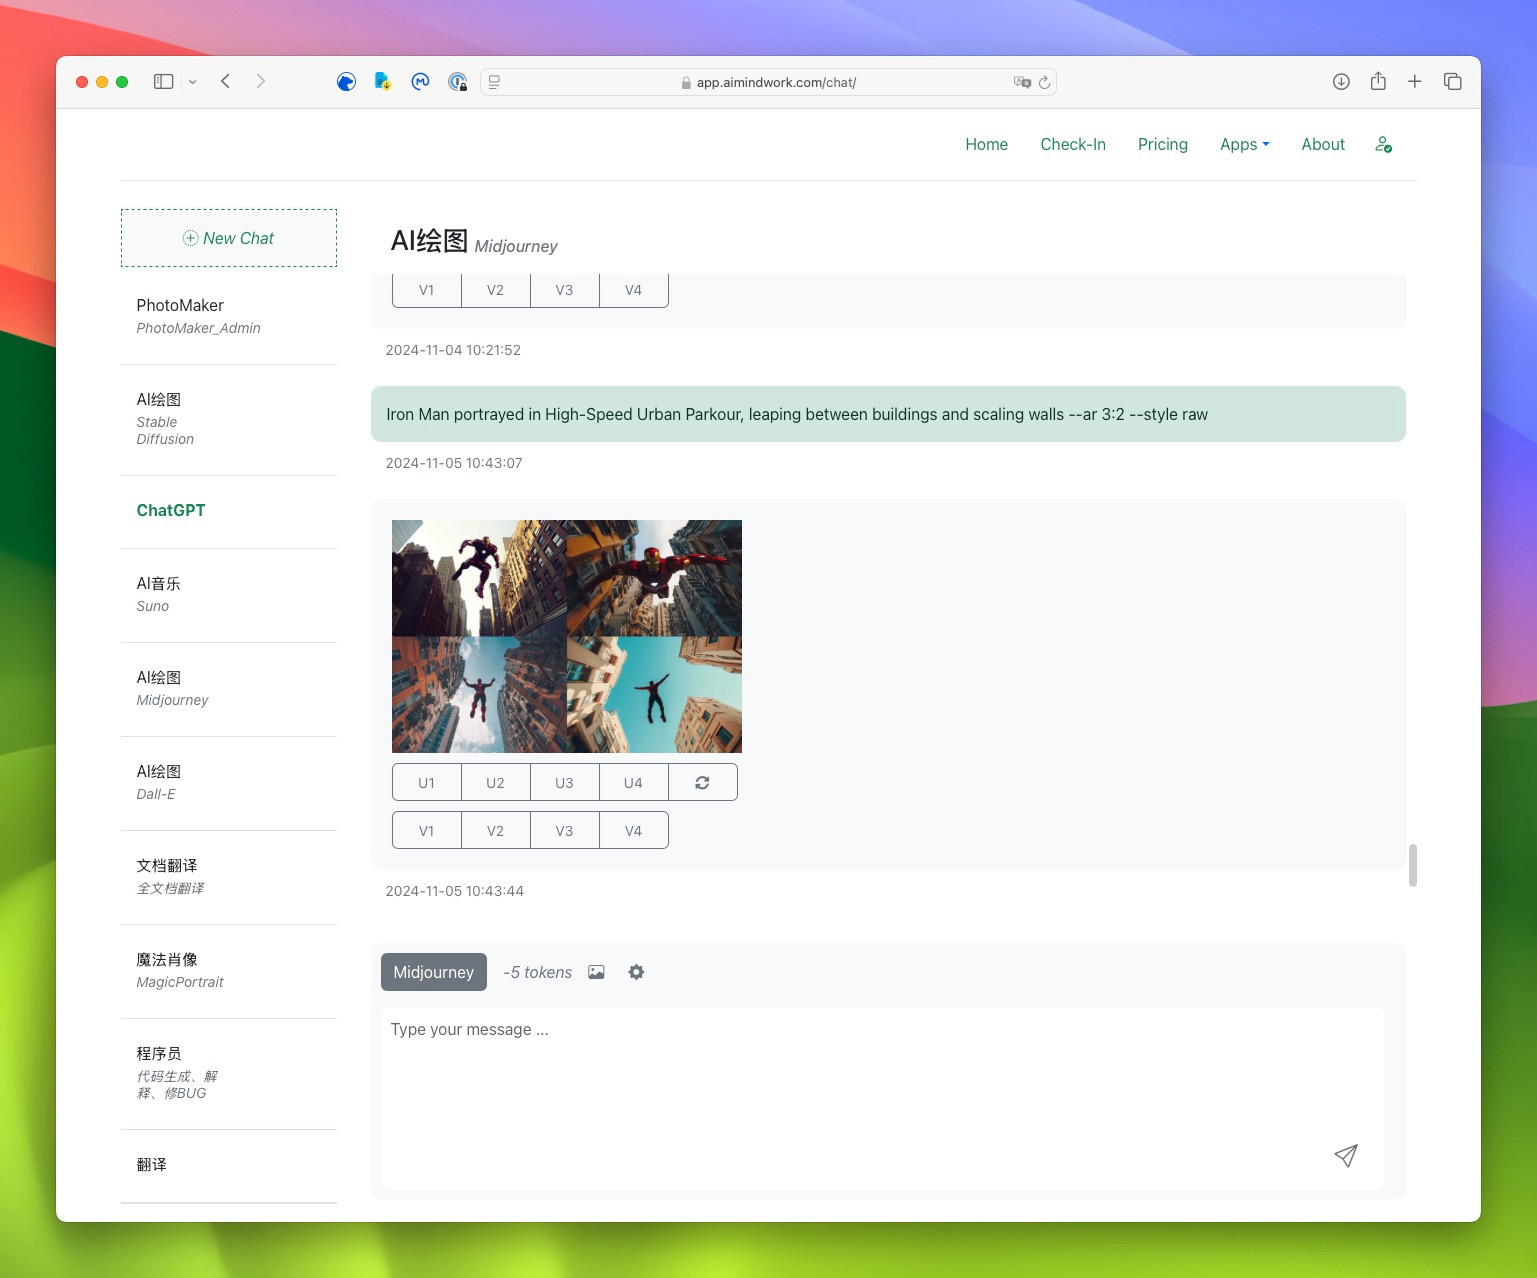 app.aimindwork.com/chat/
Home
Check-In
Pricing
Apps
About
New Chat
PhotoMaker
PhotoMaker_Admin
AI绘图
Stable
Diffusion
ChatGPT
AI音乐
Suno
AI绘图
Midjourney
AI绘图
Dall-E
文档翻译
全文档翻译
魔法肖像
MagicPortrait
程序员
代码生成、解
释、修BUG
翻译
AI绘图 Midjourney
V1 V2 V3 V4
2024-11-04 10:21:52
Iron Man portrayed in High-Speed Urban Parkour, leaping between buildings and scaling walls --ar 3:2 --style raw
2024-11-05 10:43:07
U1 U2 U3 U4
V1 V2 V3 V4
2024-11-05 10:43:44
Midjourney -5 tokens
Type your message ...